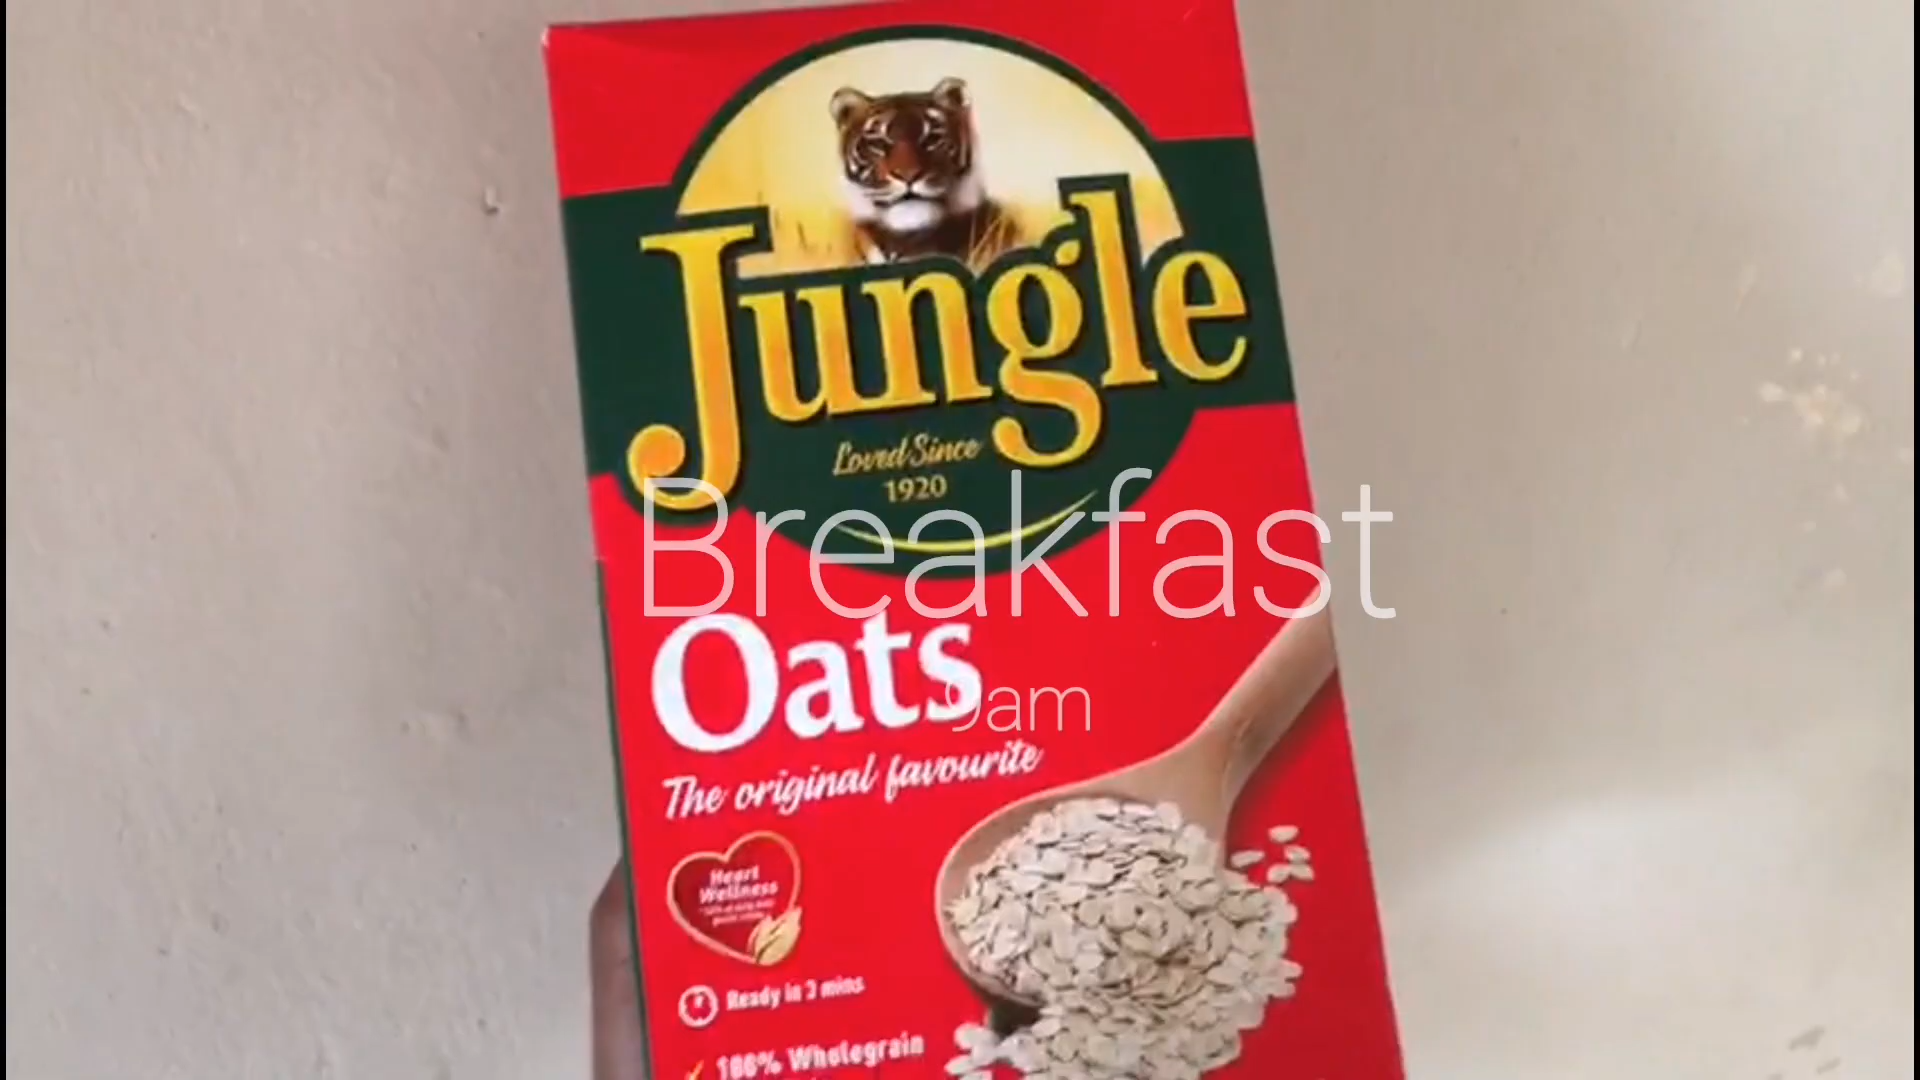 Jungle
Loved Since
1920
Breakfast
Oats
9am
The original favourite
Heart
Wellness
Ready in 3 mins
100% Wholegrain